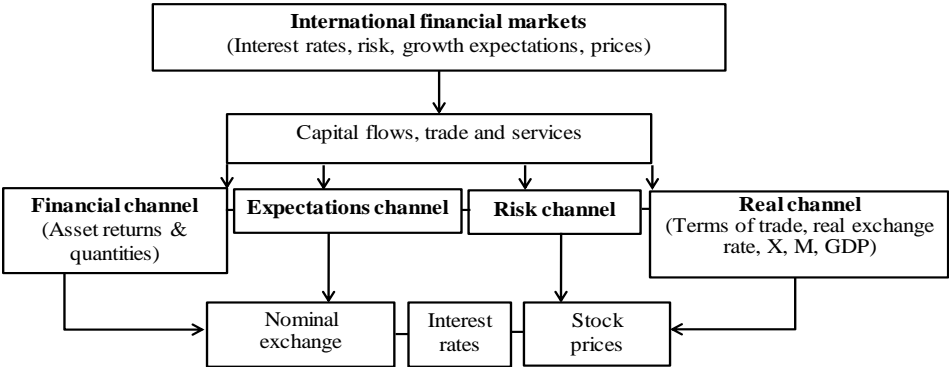 International financial markets
(Interest rates, risk, growth expectations, prices)
Capital flows, trade and services
Financial channel
(Asset returns &
quantities)
Expectations channel
Risk channel
Real channel
(Terms of trade, real exchange
rate, X, M, GDP)
Nominal
exchange
Interest
rates
Stock
prices